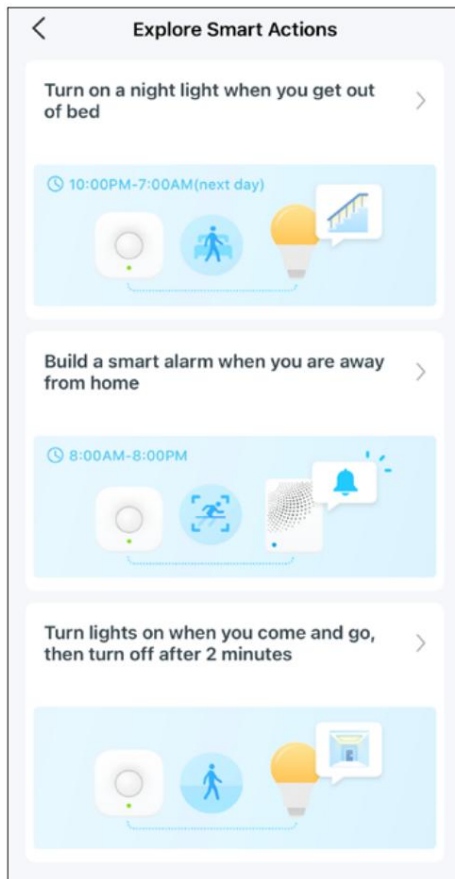 Explore Smart Actions
Turn on a night light when you get out
of bed
10:00PM-7:00AM(next day)
Build a smart alarm when you are away
from home
8:00AM-8:00PM
Turn lights on when you come and go,
then turn off after 2 minutes